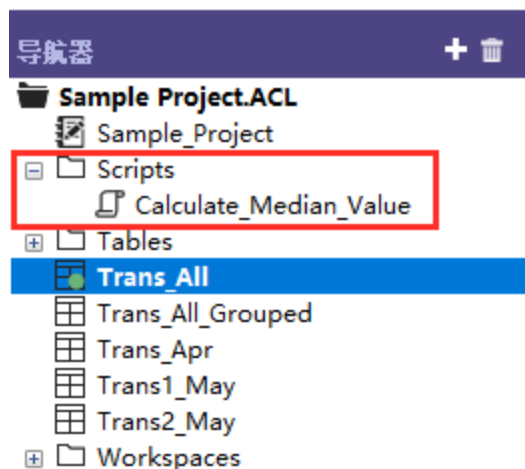 导航器
Sample Project.ACL
Sample_Project
Scripts
Calculate_Median_Value
Tables
Trans_All
Trans_All_Grouped
Trans_Apr
Trans1_May
Trans2_May
Workspaces